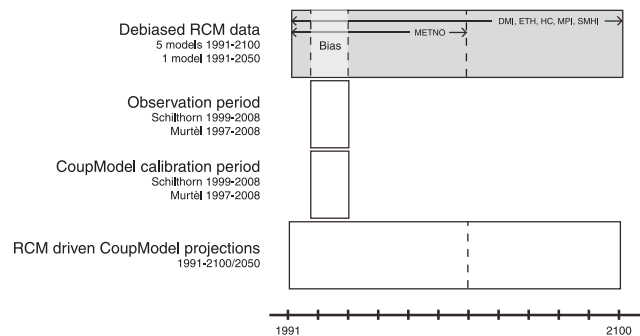 Debiased RCM data
5 models 1991-2100
1 model 1991-2050
DMI, ETH, HC, MPI, SMHI
METNO
Bias
Observation period
Schilthorn 1999-2008
Murtèl 1997-2008
CoupModel calibration period
Schilthorn 1999-2008
Murtèl 1997-2008
RCM driven CoupModel projections
1991-2100/2050
1991
2100